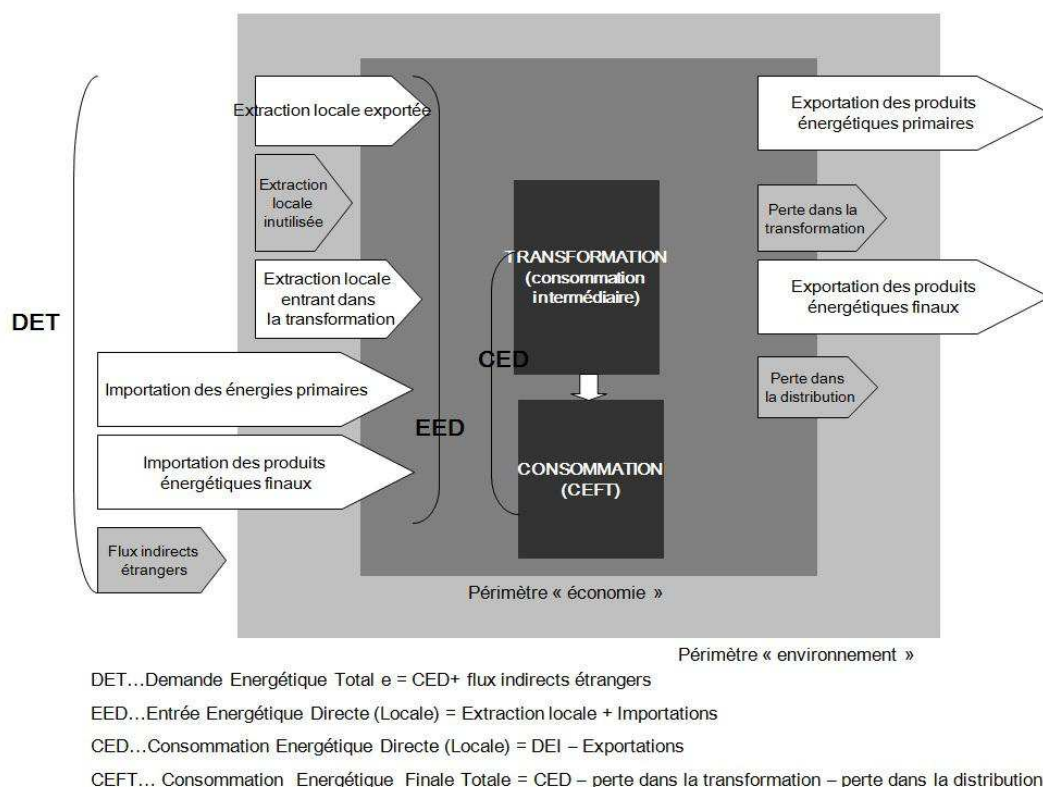 Extraction locale exportée
Exportation des produits
énergétiques primaires
Extraction
locale
inutilisée
Perte dans la
transformation
TRANSFORMATION
(consommation
intermédiaire)
Extraction locale
entrant dans
la transformation
Exportation des produits
énergétiques finaux
DET
CED
Importation des énergies primaires
Perte dans
la distribution
EED
Importation des produits
énergétiques finaux
CONSOMMATION
(CEFT)
Flux indirects
étrangers
Périmètre « économie »
Périmètre « environnement »
DET…Demande Energétique Total e = CED+ flux indirects étrangers
EED…Entrée Energétique Directe (Locale) = Extraction locale + Importations
CED…Consommation Energétique Directe (Locale) = DEI – Exportations
CEFT… Consommation Energétique Finale Totale = CED – perte dans la transformation – perte dans la distribution